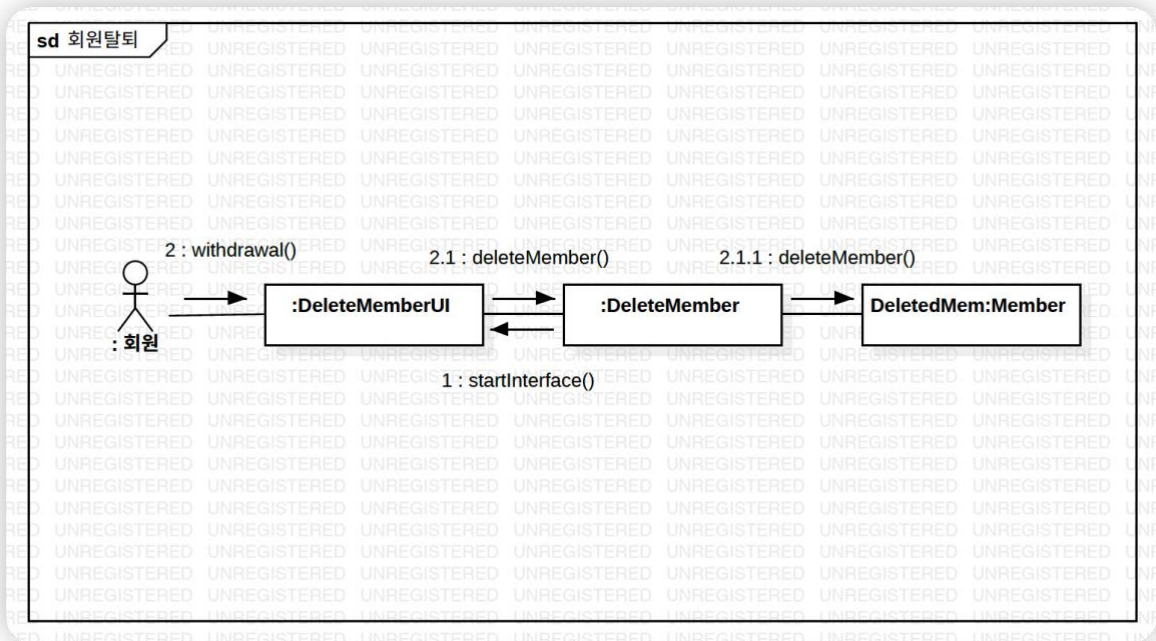 sd 회원탈퇴
2 : withdrawal()
2.1 : deleteMember()
2.1.1 : deleteMember()
:DeleteMemberUI
:DeleteMember
DeletedMem:Member
: 회원
1 : startInterface()
UNREGISTERED